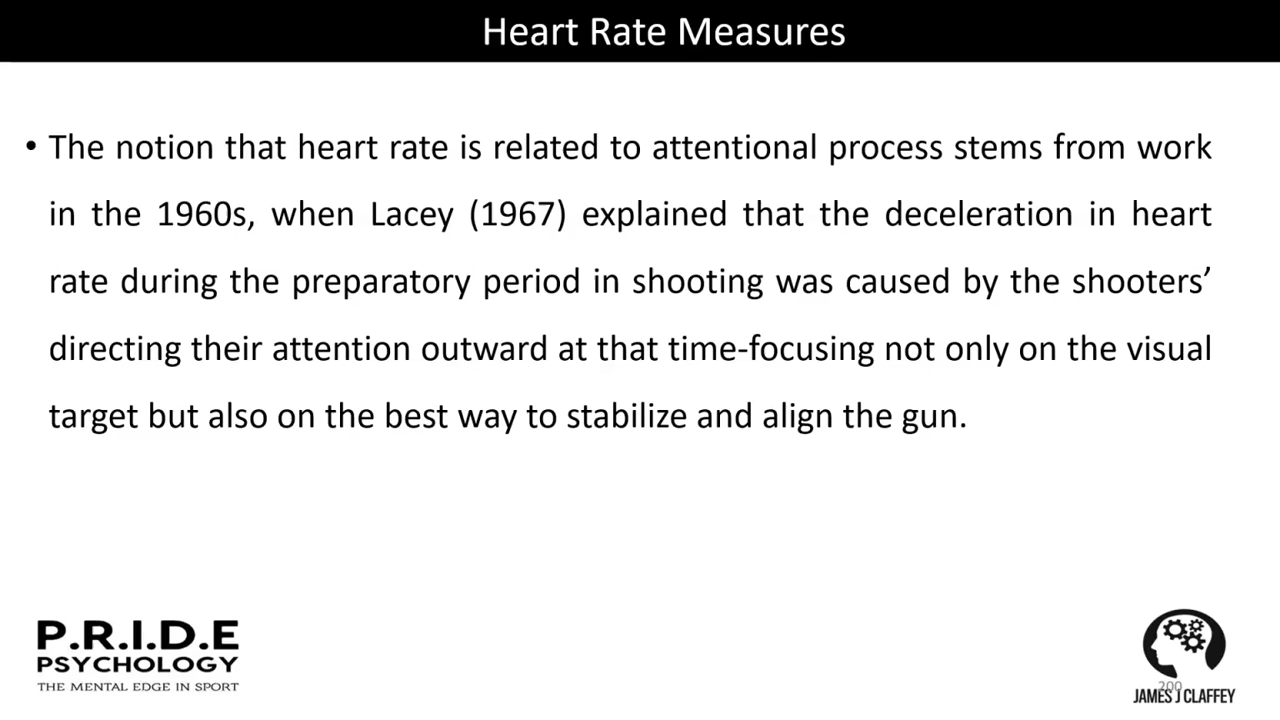 Heart Rate Measures
• The notion that heart rate is related to attentional process stems from work
in the 1960s, when Lacey (1967) explained that the deceleration in heart
rate during the preparatory period in shooting was caused by the shooters’
directing their attention outward at that time-focusing not only on the visual
target but also on the best way to stabilize and align the gun.
P.R.I.D.E
PSYCHOLOGY
THE MENTAL EDGE IN SPORT
200
JAMES J CLAFFEY